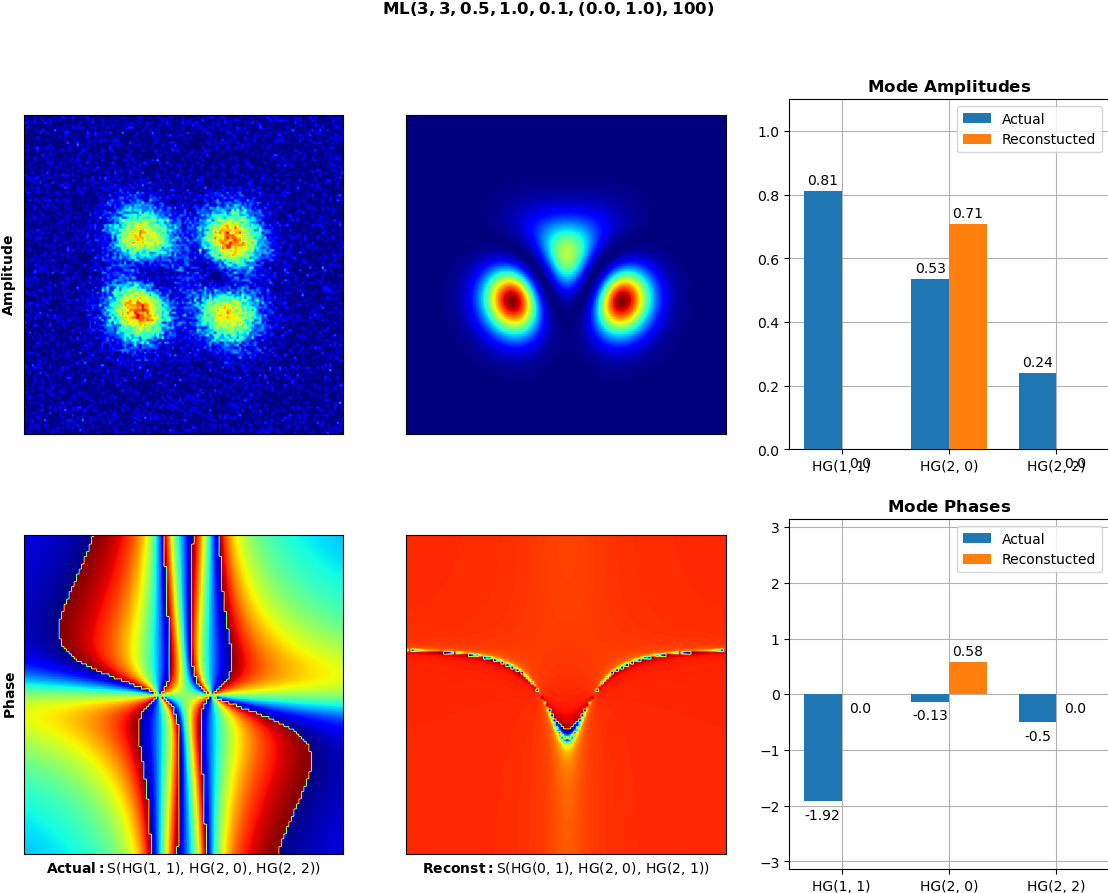 ML(3, 3, 0.5, 1.0, 0.1, (0.0, 1.0), 100)
Amplitude
Mode Amplitudes
Actual
Reconstucted
1.0
0.8
0.6
0.4
0.2
0.0
0.81
0.0
0.53
0.71
0.24
0.0
HG(1, 1)
HG(2, 0)
HG(2, 2)
Phase
Actual: S(HG(1, 1), HG(2, 0), HG(2, 2))
Reconst: S(HG(0, 1), HG(2, 0), HG(2, 1))
Mode Phases
Actual
Reconstucted
3
2
1
0
−1
−2
−3
-1.92
0.0
-0.13
0.58
-0.5
0.0
HG(1, 1)
HG(2, 0)
HG(2, 2)